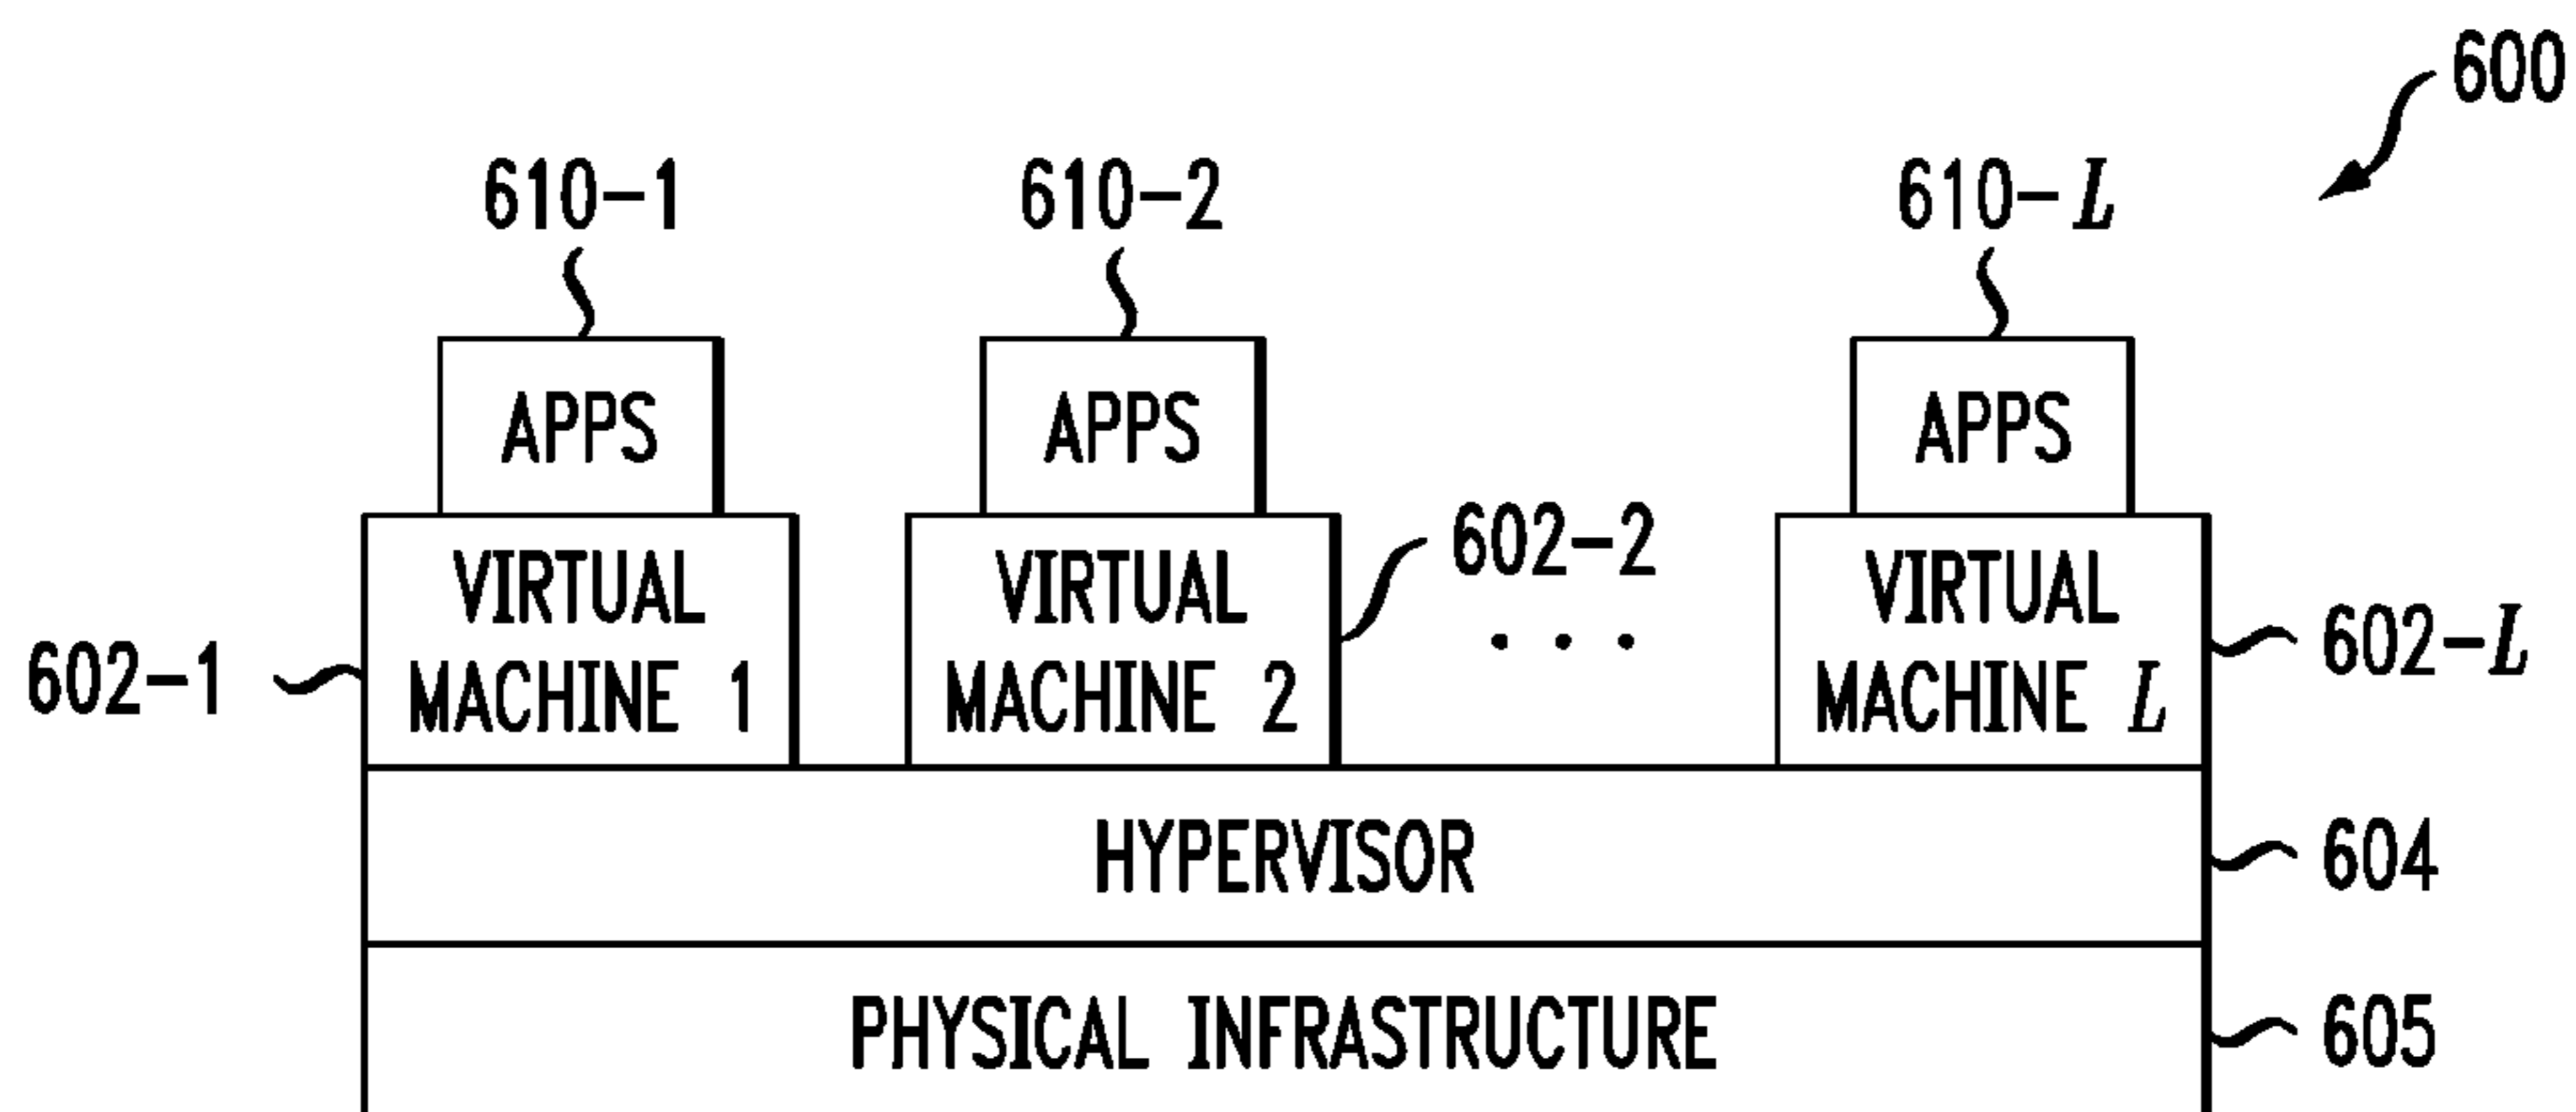 600
610-1
610-2
610-L
APPS
APPS
APPS
602-2
VIRTUAL
MACHINE 1
VIRTUAL
MACHINE 2
VIRTUAL
MACHINE L
602-1
. . .
602-L
HYPERVISOR
604
PHYSICAL INFRASTRUCTURE
605